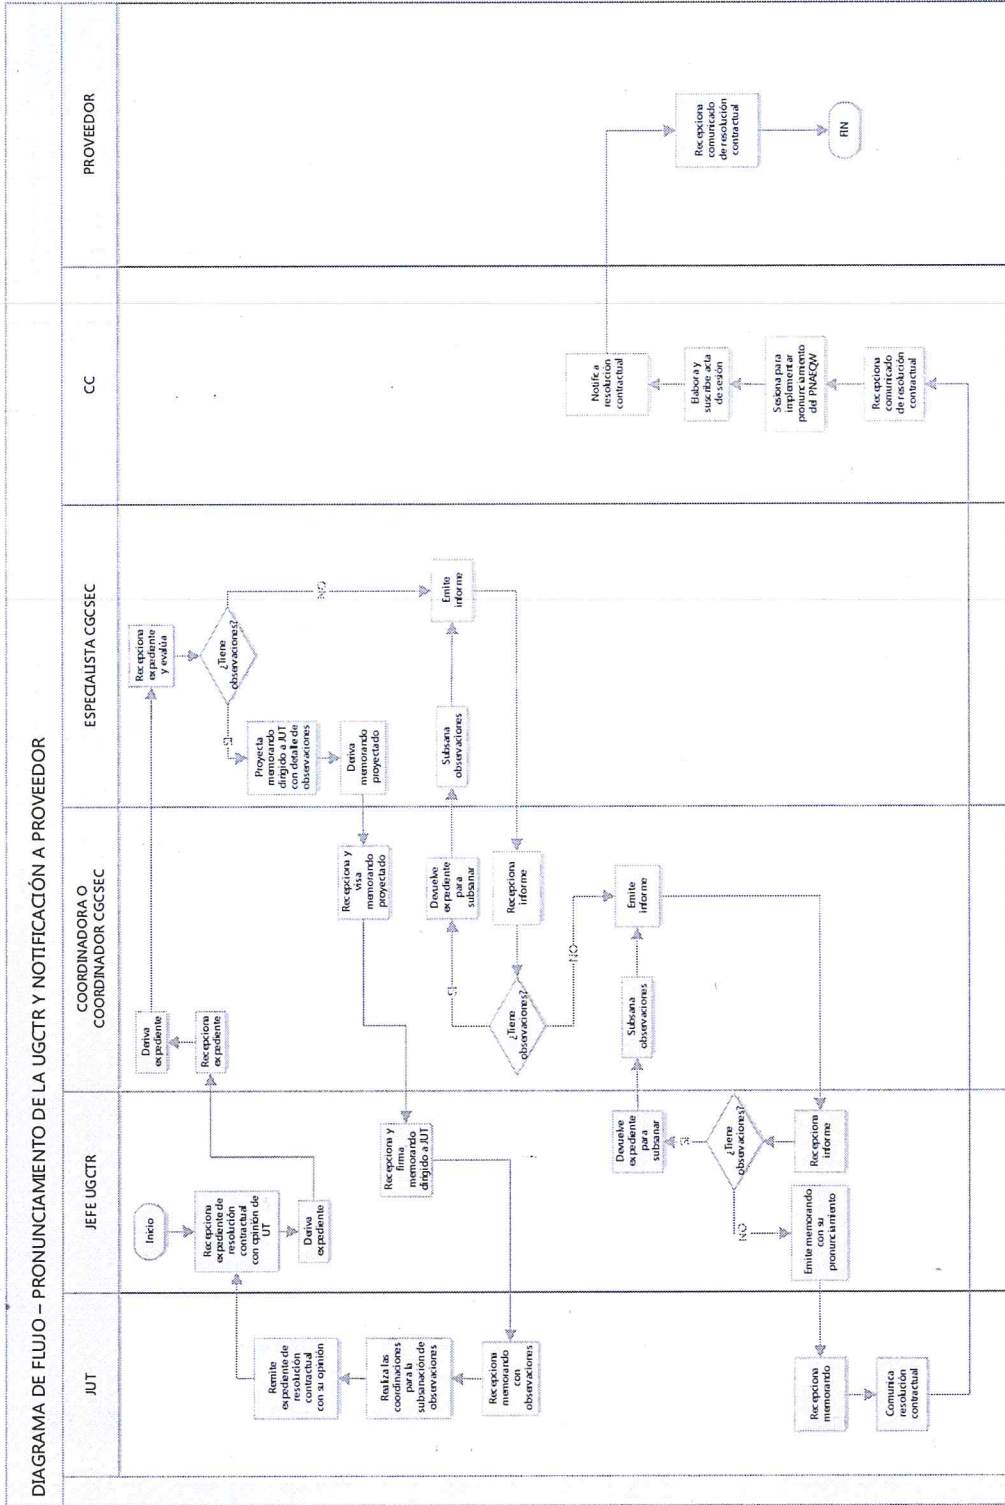 DIAGRAMA DE FLUJO – PRONUNCIAMIENTO DE LA UGCTR Y NOTIFICACIÓN A PROVEEDOR
JUT
JEFE UGCTR
COORDINADORA O
COORDINADOR CGCSEC
ESPECIALISTA CGCSEC
CC
PROVEEDOR
Inicio
Recepciona
expediente de
resolución
contractual
con opinión de
UT
Deriva
expediente
Recepciona
expediente
Deriva
expediente
Recepciona
expediente
y evalúa
¿Tiene
observaciones?
SI
NO
Proyecta
memorando
dirigido a JUT
con detalle de
observaciones
Deriva
memorando
proyectado
Recepciona y
visa
memorando
proyectado
Recepciona y
firma
memorando
dirigido a JUT
Recepciona
memorando
con
observaciones
Realiza las
coordinaciones
para la
subsanación de
observaciones
Remite
expediente de
resolución
contractual
con su opinión
Emite
informe
Recepciona
informe
¿Tiene
observaciones?
SI
NO
Devuelve
expediente
para
subsanar
Subsana
observaciones
Emite
informe
Recepciona
informe
¿Tiene
observaciones?
SI
NO
Devuelve
expediente
para
subsanar
Subsana
observaciones
Emite memorando
con su
pronunciamiento
Recepciona
memorando
Comunica
resolución
contractual
Recepciona
comunicado
de resolución
contractual
Sesiona para
implementar
pronunciamiento
del PNAEQW
Elabora y
suscribe acta
de sesión
Notifica
resolución
contractual
Recepciona
comunicado
de resolución
contractual
FIN